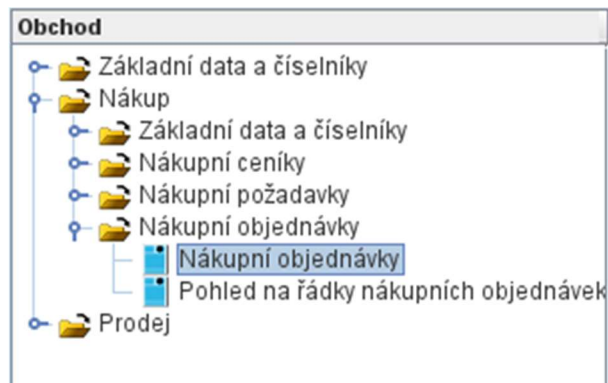 Obchod
Základní data a číselníky
Nákup
Základní data a číselníky
Nákupní ceníky
Nákupní požadavky
Nákupní objednávky
Nákupní objednávky
Pohled na řádky nákupních objednávek
Prodej